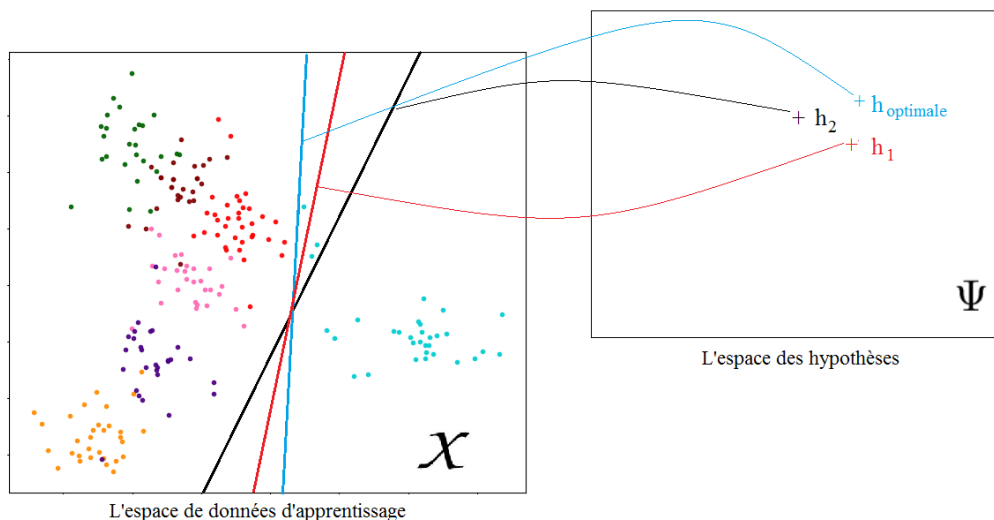 h optimale
h2
h1
Ψ
L'espace des hypothèses
X
L'espace de données d'apprentissage